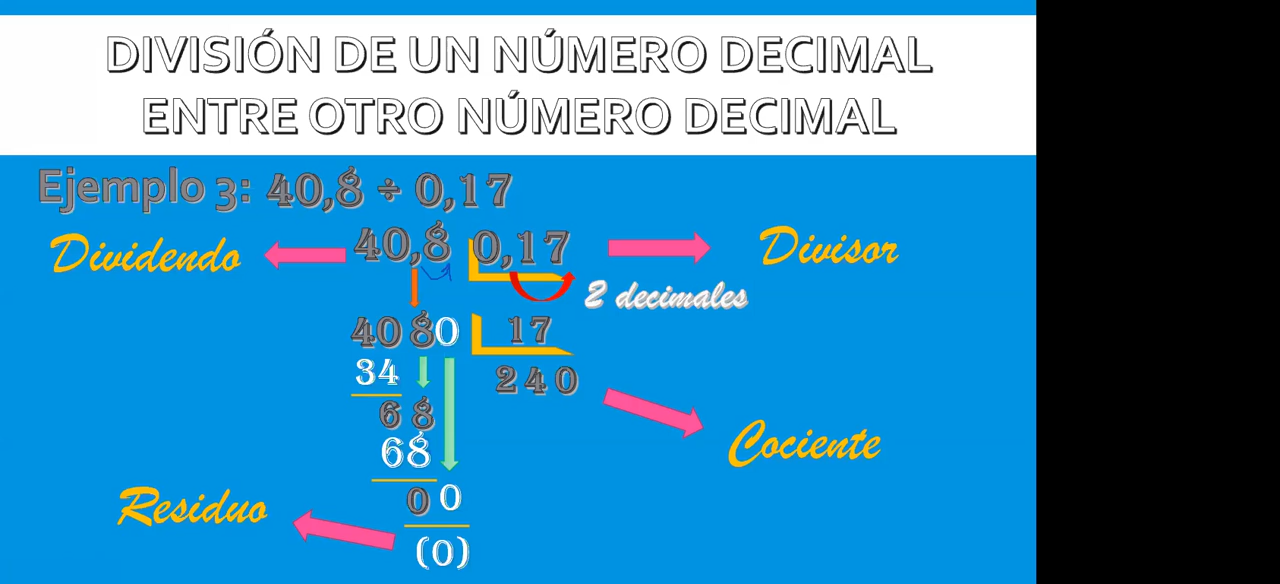 DIVISIÓN DE UN NÚMERO DECIMAL
ENTRE OTRO NÚMERO DECIMAL
Ejemplo 3: 40,8 ÷ 0,17
Dividendo 40,8 0,17 Divisor
2 decimales
4080 17
34 240
68
Cociente
68
Residuo 00
(0)